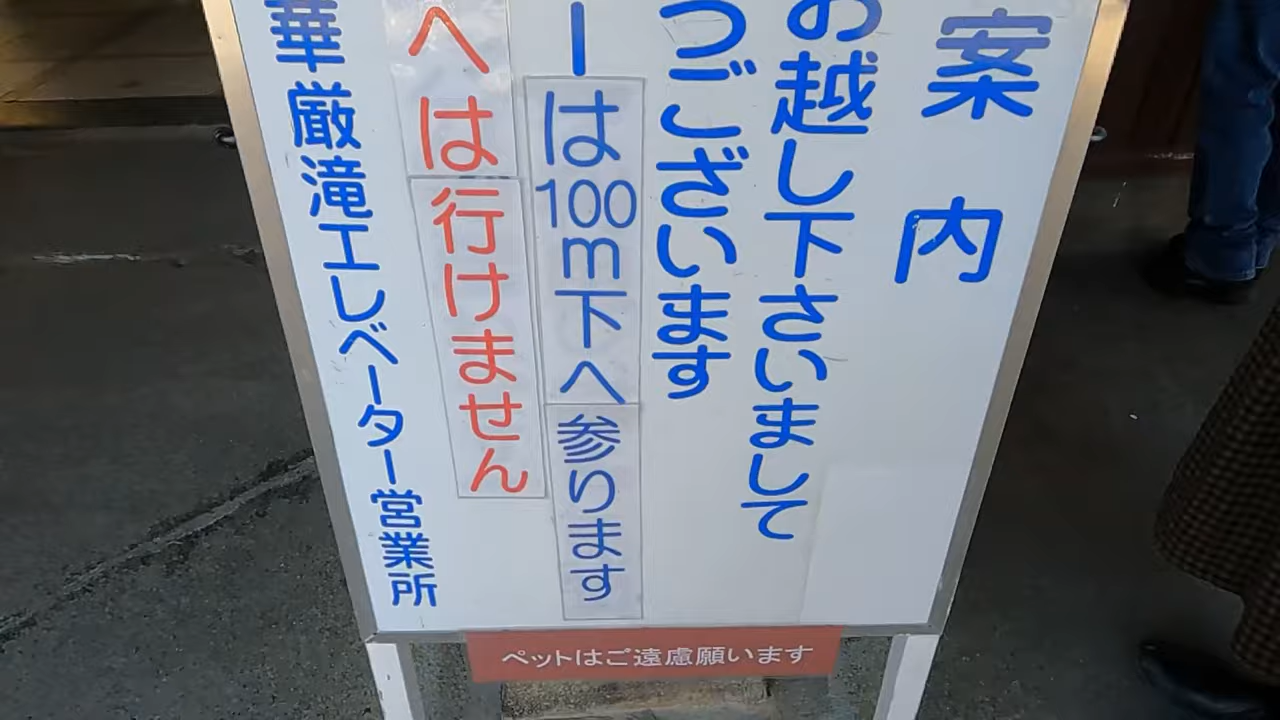 案内
お越し下さいまして
うございます
ーは100m下へ参ります
へは行けません
華厳滝エレベーター営業所
ペットはご遠慮願います